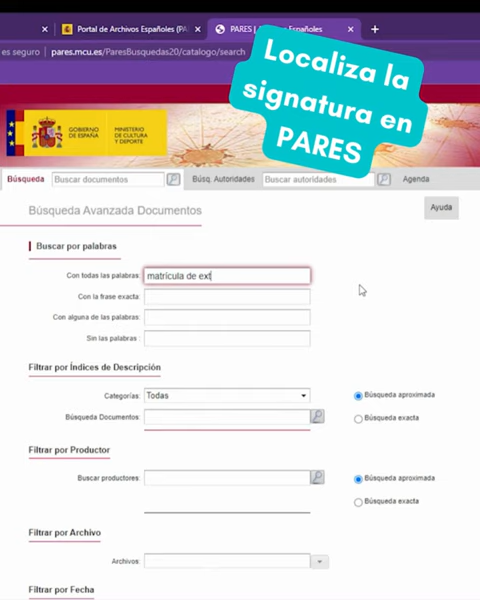 Portal de Archivos Españoles (PA
PARES |
Españoles
es seguro | pares.mcu.es/ParesBusquedas20/catalogo/search
Localiza la
signatura en
PARES
GOBIERNO
DE ESPAÑA
MINISTERIO
DE CULTURA
Y DEPORTE
Búsqueda Buscar documentos Búsq. Autoridades Buscar autoridades Agenda
Búsqueda Avanzada Documentos
Ayuda
Buscar por palabras
Con todas las palabras: matrícula de ext
Con la frase exacta:
Con alguna de las palabras:
Sin las palabras :
Filtrar por Índices de Descripción
Categorías: Todas Búsqueda aproximada
Búsqueda Documentos: Búsqueda exacta
Filtrar por Productor
Buscar productores: Búsqueda aproximada
Búsqueda exacta
Filtrar por Archivo
Archivos:
Filtrar por Fecha